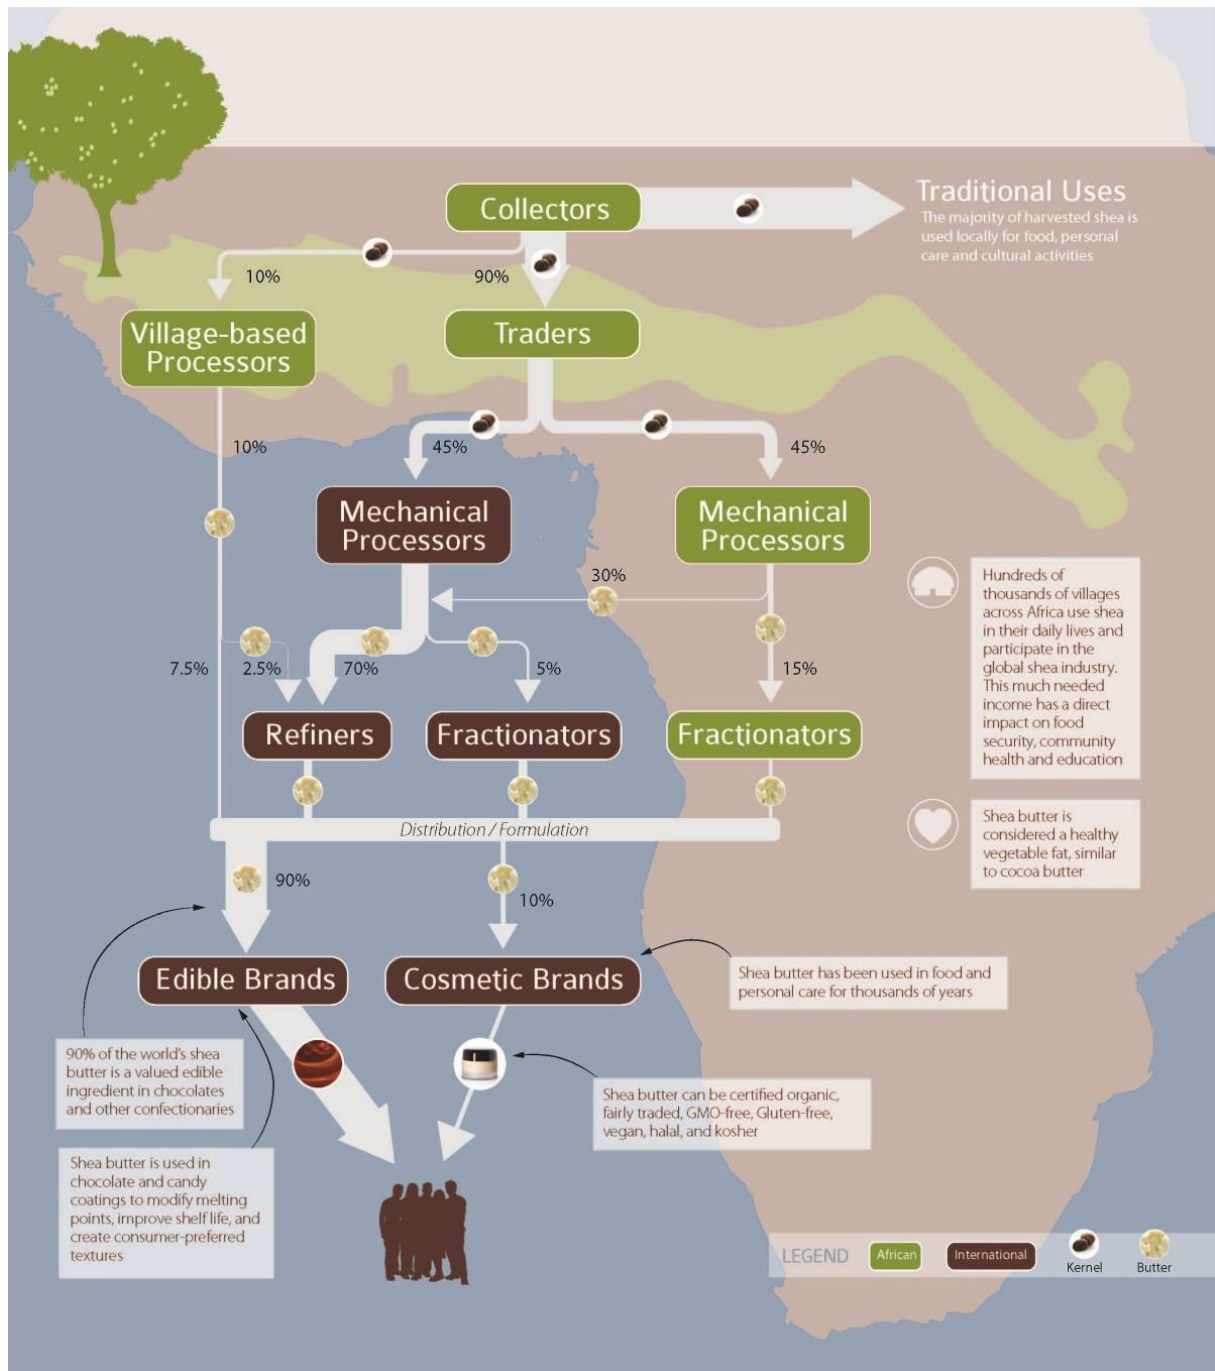 Collectors
Traditional Uses
The majority of harvested shea is
used locally for food, personal
care and cultural activities
10%
90%
Village-based
Processors
Traders
10%
45%
45%
Mechanical
Processors
Mechanical
Processors
30%
Hundreds of
thousands of villages
across Africa use shea
in their daily lives and
participate in the
global shea industry.
This much needed
income has a direct
impact on food
security, community
health and education
7.5%
2.5%
70%
5%
15%
Refiners
Fractionators
Fractionators
Distribution / Formulation
Shea butter is
considered a healthy
vegetable fat, similar
to cocoa butter
90%
10%
Edible Brands
Cosmetic Brands
Shea butter has been used in food and
personal care for thousands of years
90% of the world's shea
butter is a valued edible
ingredient in chocolates
and other confectionaries
Shea butter can be certified organic,
fairly traded, GMO-free, Gluten-free,
vegan, halal, and kosher
Shea butter is used in
chocolate and candy
coatings to modify melting
points, improve shelf life, and
create consumer-preferred
textures
LEGEND
African
International
Kernel
Butter